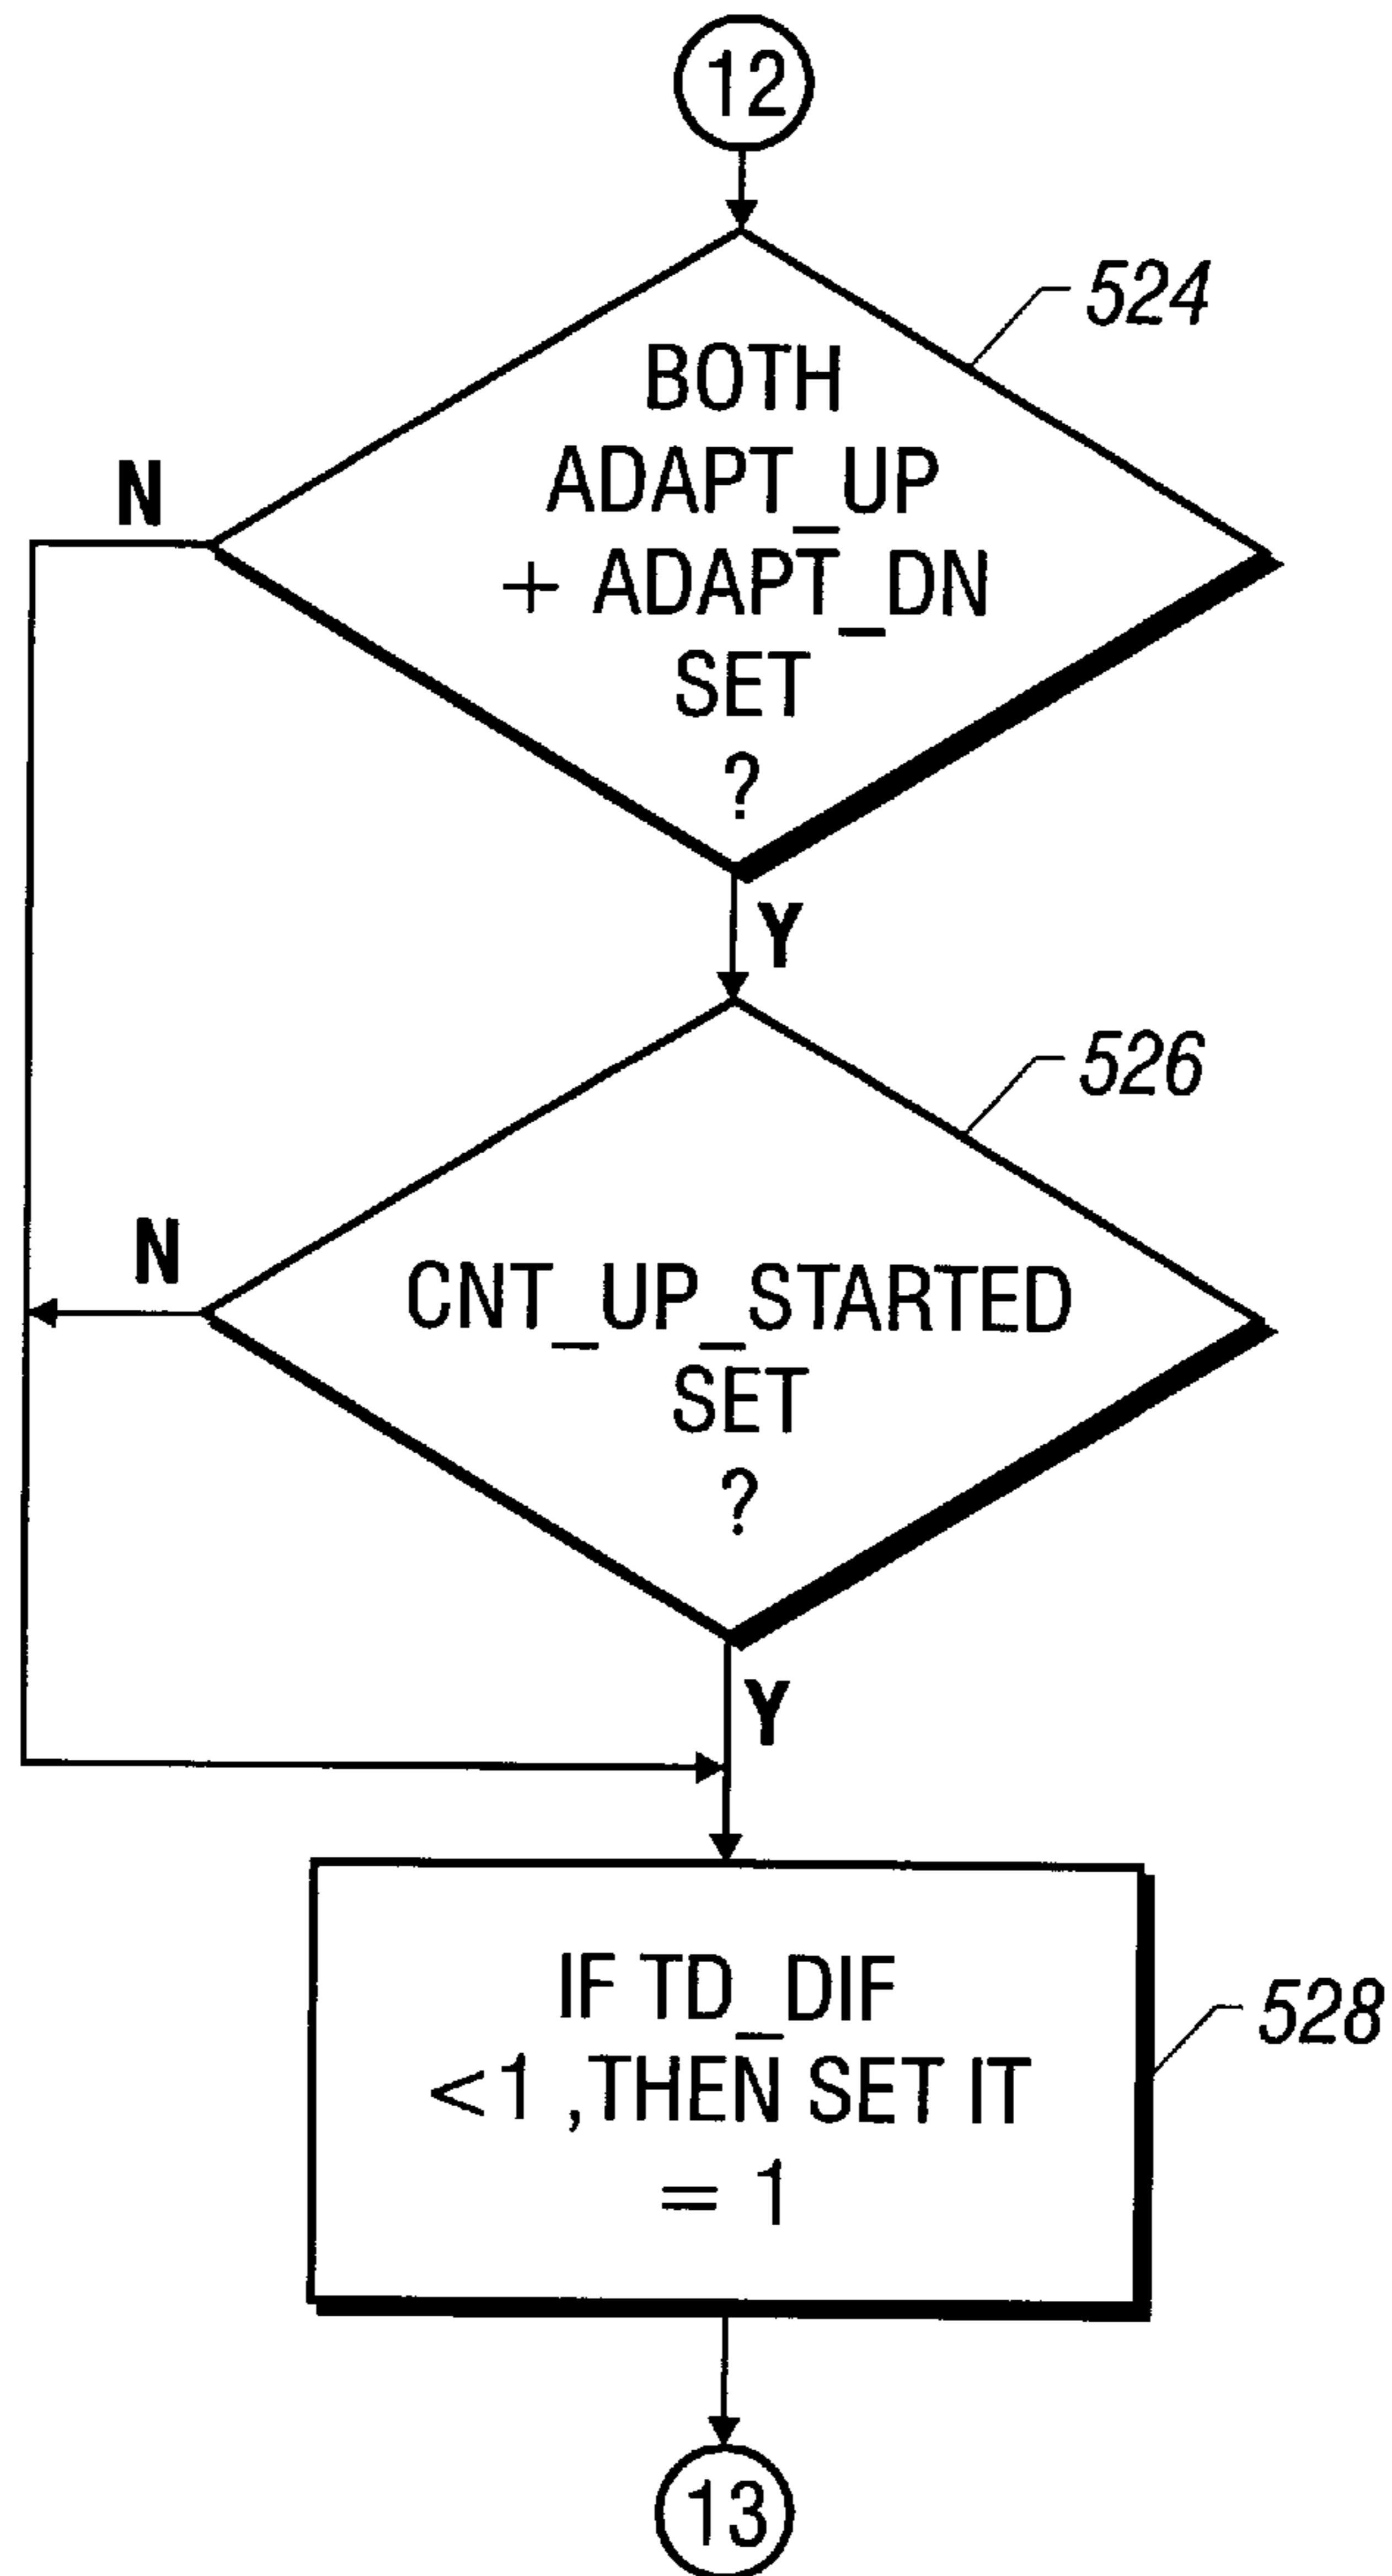 12
524
BOTH
ADAPT_UP
+ ADAPT_DN
SET
?
N
Y
526
N
CNT_UP_STARTED
SET
?
Y
IF TD_DIF
<1 ,THEN SET IT
= 1
528
13